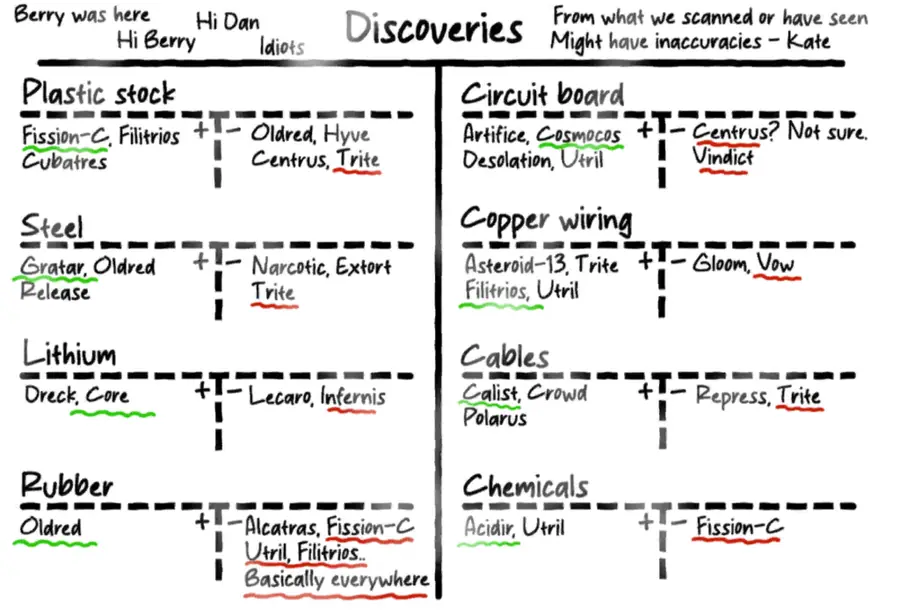 Berry was here
Hi Berry
Hi Dan
Idiots
Discoveries
From what we scanned or have seen
Might have inaccuracies – Kate
Plastic stock
Fission-C, Filitrios
Cubatres
+ –
Oldred, Hyve
Centrus, Trite
Steel
Gratar, Oldred
Release
+ –
Narcotic, Extort
Trite
Lithium
Dreck, Core
+ –
Lecaro, Infernis
Rubber
Oldred
+ –
Alcatras, Fission-C
Utril, Filitrios..
Basically everywhere
Circuit board
Artifice, Cosmocos
Desolation, Utril
+ –
Centrus? Not sure.
Vindict
Copper wiring
Asteroid-13, Trite
Filitrios, Utril
+ –
Gloom, Vow
Cables
Calist, Crowd
Polarus
+ –
Repress, Trite
Chemicals
Acidir, Utril
+ –
Fission-C